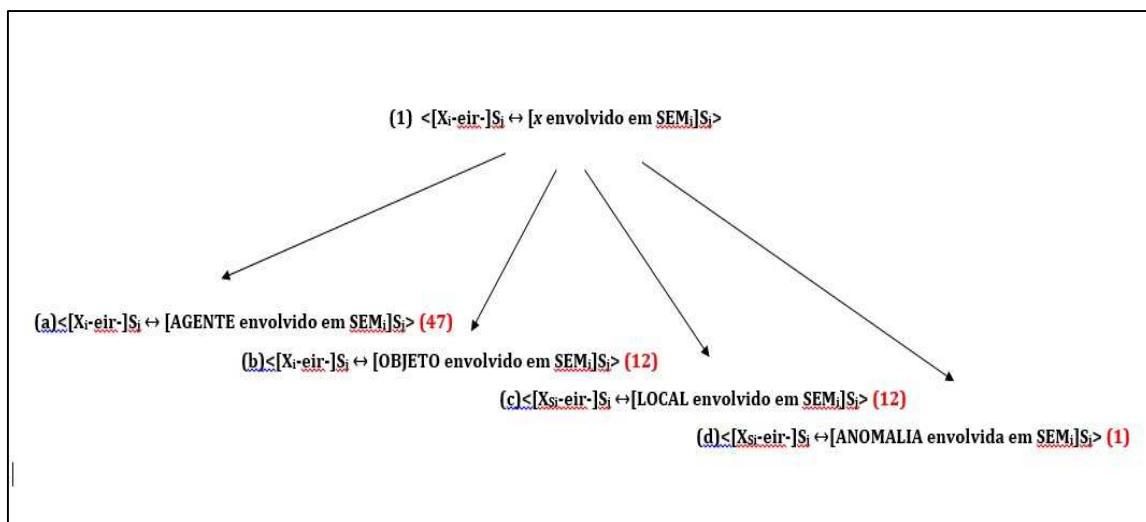 (1) <[Xᵢ-eir-]Sⱼ ↔ [x envolvido em SEMᵢ]Sⱼ>
(a)<[Xᵢ-eir-]Sⱼ ↔ [AGENTE envolvido em SEMᵢ]Sⱼ> (47)
(b)<[Xᵢ-eir-]Sⱼ ↔ [OBJETO envolvido em SEMᵢ]Sⱼ> (12)
(c)<[X𝗌ᵢ-eir-]Sⱼ ↔[LOCAL envolvido em SEMᵢ]Sⱼ> (12)
(d)<[X𝗌ᵢ-eir-]Sⱼ ↔[ANOMALIA envolvida em SEMᵢ]Sⱼ> (1)